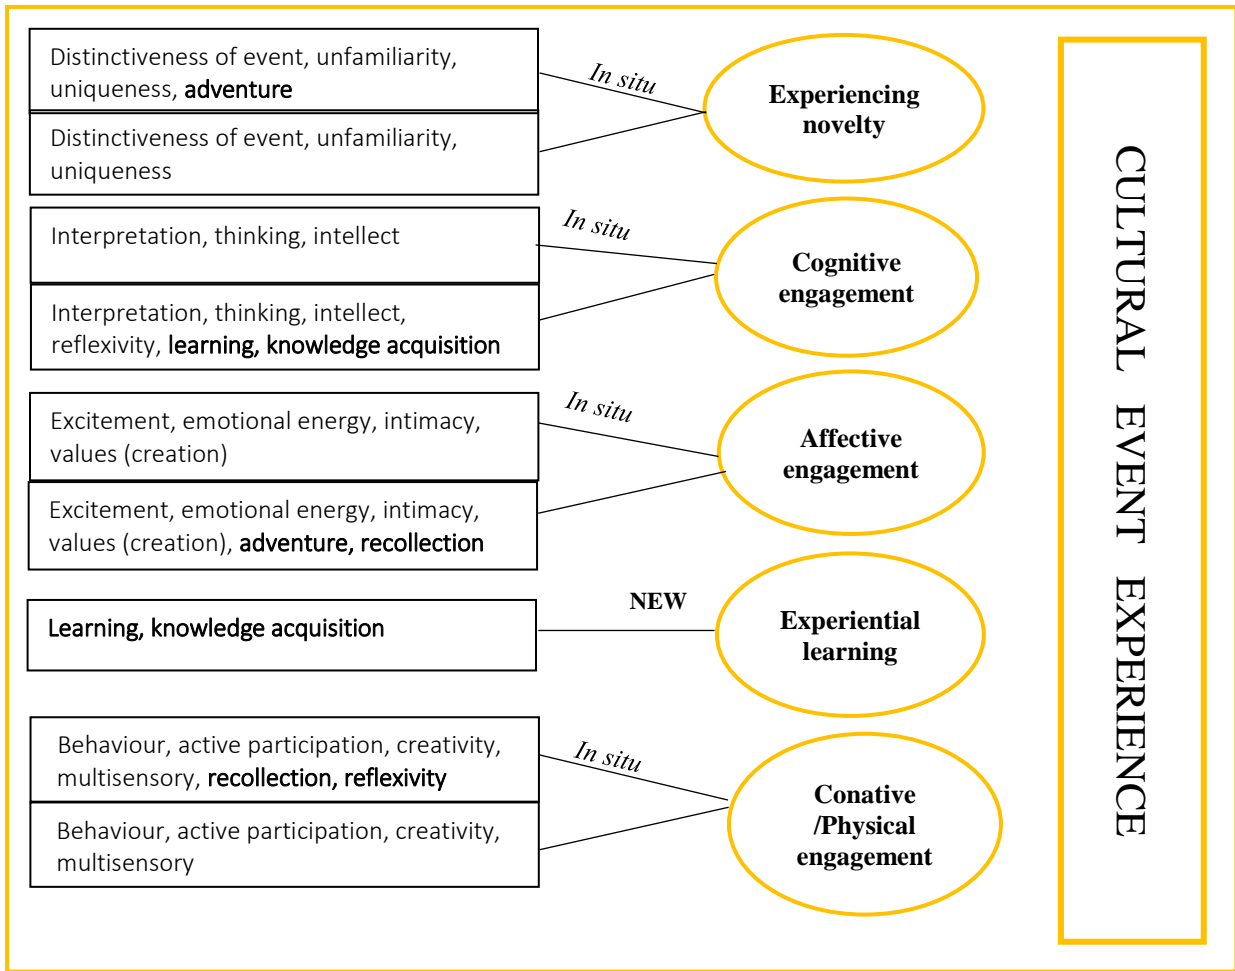 Distinctiveness of event, unfamiliarity,
uniqueness, adventure
In situ
Distinctiveness of event, unfamiliarity,
uniqueness
Experiencing
novelty
Interpretation, thinking, intellect
In situ
Interpretation, thinking, intellect,
reflexivity, learning, knowledge acquisition
Cognitive
engagement
Excitement, emotional energy, intimacy,
values (creation)
In situ
Excitement, emotional energy, intimacy,
values (creation), adventure, recollection
Affective
engagement
Learning, knowledge acquisition
NEW
Experiential
learning
Behaviour, active participation, creativity,
multisensory, recollection, reflexivity
In situ
Behaviour, active participation, creativity,
multisensory
Conative
/Physical
engagement
CULTURAL EVENT EXPERIENCE